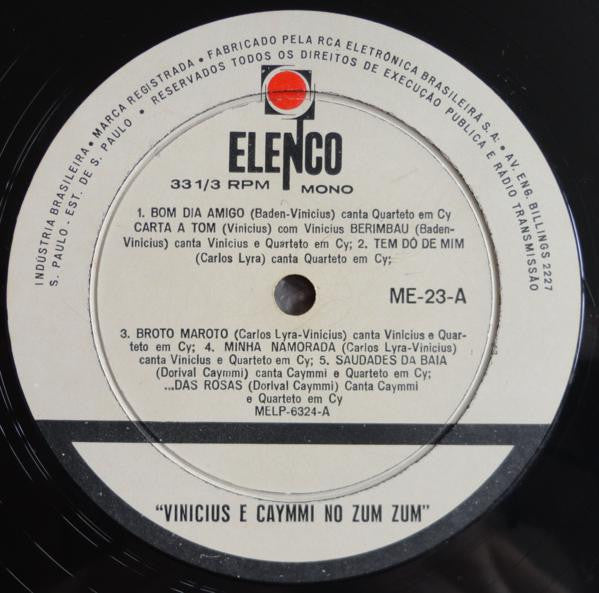 INDÚSTRIA BRASILEIRA • MARCA REGISTRADA • FABRICADO PELA RCA ELETRÔNICA BRASILEIRA S.A. • AV. ENG. BILLINGS 2227
S. PAULO - EST. DE S. PAULO • RESERVADOS TODOS OS DIREITOS DE EXECUÇÃO PUBLICA E RÁDIO TRANSMISSÃO
ELENCO
33 1/3 RPM MONO
1. BOM DIA AMIGO (Baden-Vinicius) canta Quarteto em Cy
CARTA A TOM (Vinicius) com Vinicius BERIMBAU (Baden-
Vinicius) canta Vinicius e Quarteto em Cy; 2. TEM DÓ DE MIM
(Carlos Lyra) canta Quarteto em Cy;
ME-23-A
3. BROTO MAROTO (Carlos Lyra-Vinicius) canta Vinicius e Quar-
teto em Cy; 4. MINHA NAMORADA (Carlos Lyra-Vinicius)
canta Vinicius e Quarteto em Cy; 5. SAUDADES DA BAIA
(Dorival Caymmi) canta Caymmi e Quarteto em Cy;
...DAS ROSAS (Dorival Caymmi) Canta Caymmi
e Quarteto em Cy
MELP-6324-A
"VINICIUS E CAYMMI NO ZUM ZUM"